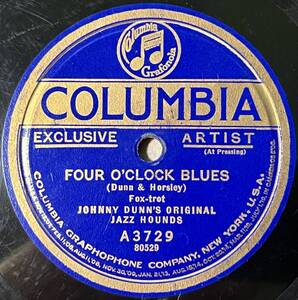 Columbia
Grafonola
COLUMBIA
EXCLUSIVE ARTIST
(At Pressing)
FOUR O'CLOCK BLUES
(Dunn & Horsley)
Fox-trot
JOHNNY DUNN'S ORIGINAL
JAZZ HOUNDS
A3729
80529
COLUMBIA GRAPHOPHONE COMPANY, NEW YORK, U.S.A.